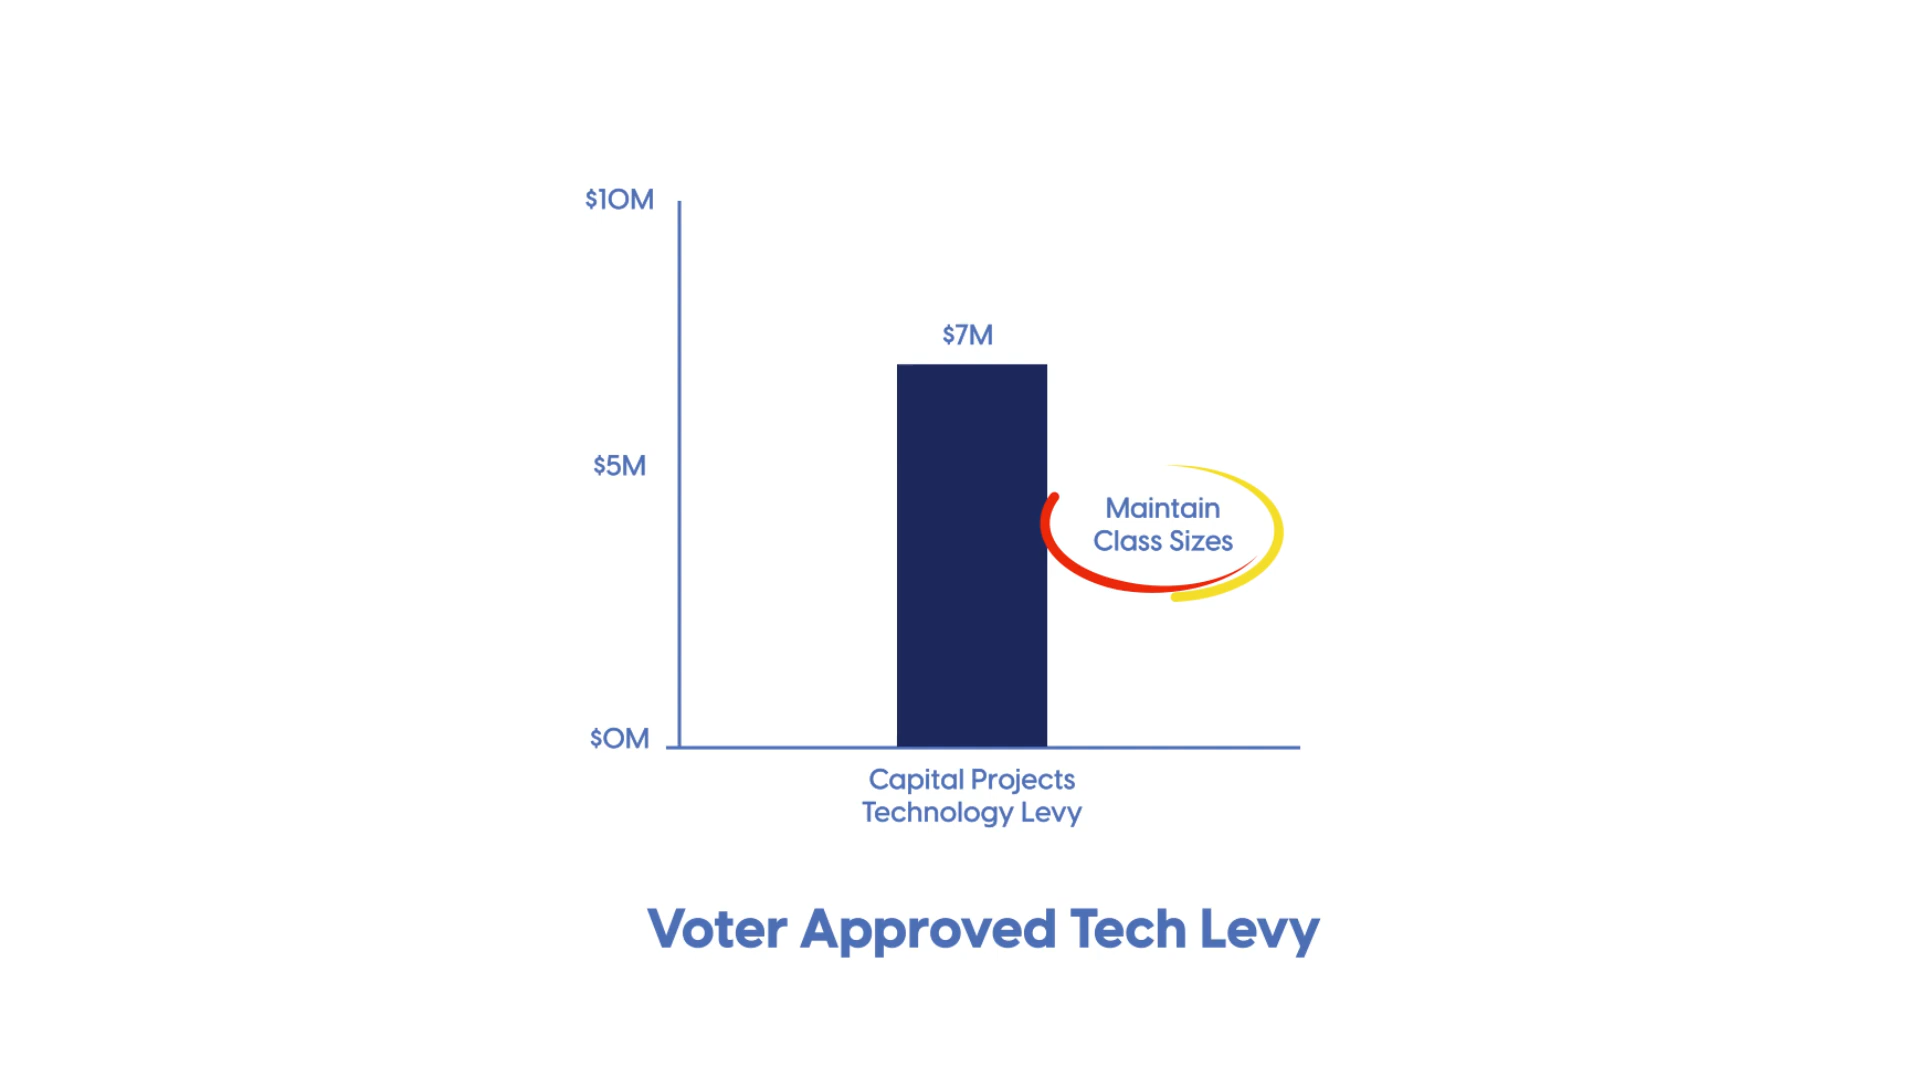 $10M
$7M
$5M
Maintain
Class Sizes
$0M
Capital Projects
Technology Levy
Voter Approved Tech Levy